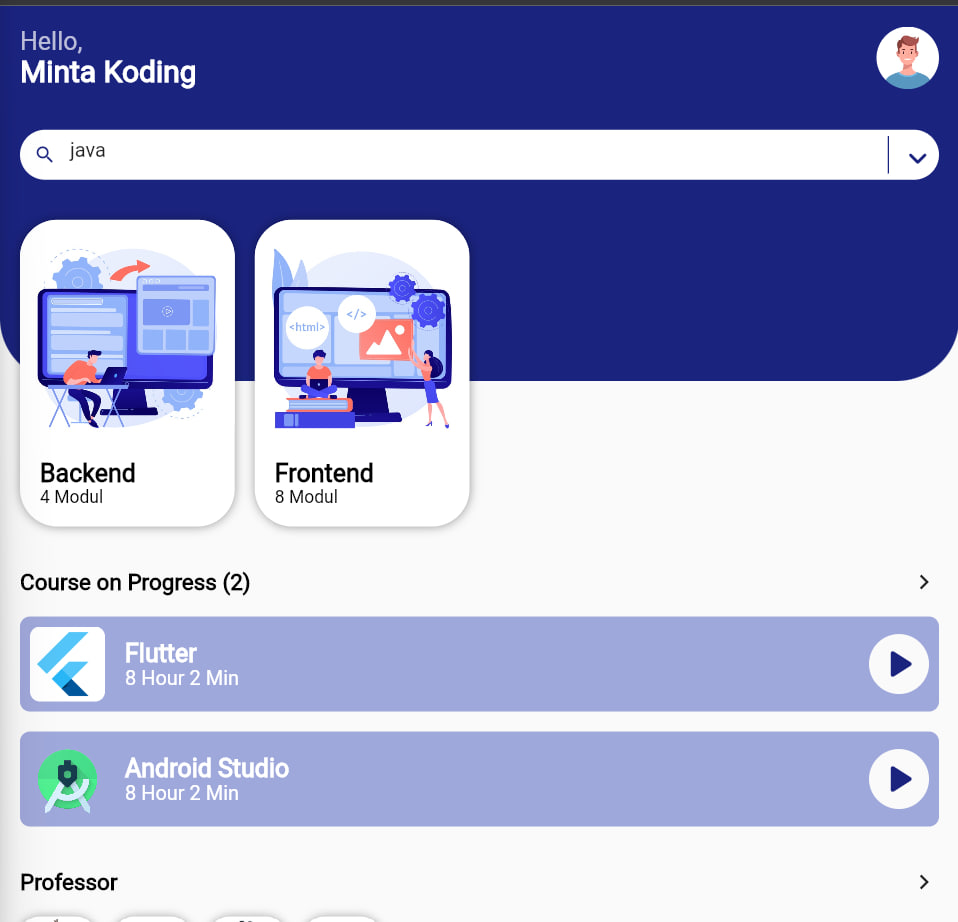 Hello,
Minta Koding
java
<html>
</>
Backend
4 Modul
Frontend
8 Modul
Course on Progress (2)
Flutter
8 Hour 2 Min
Android Studio
8 Hour 2 Min
Professor